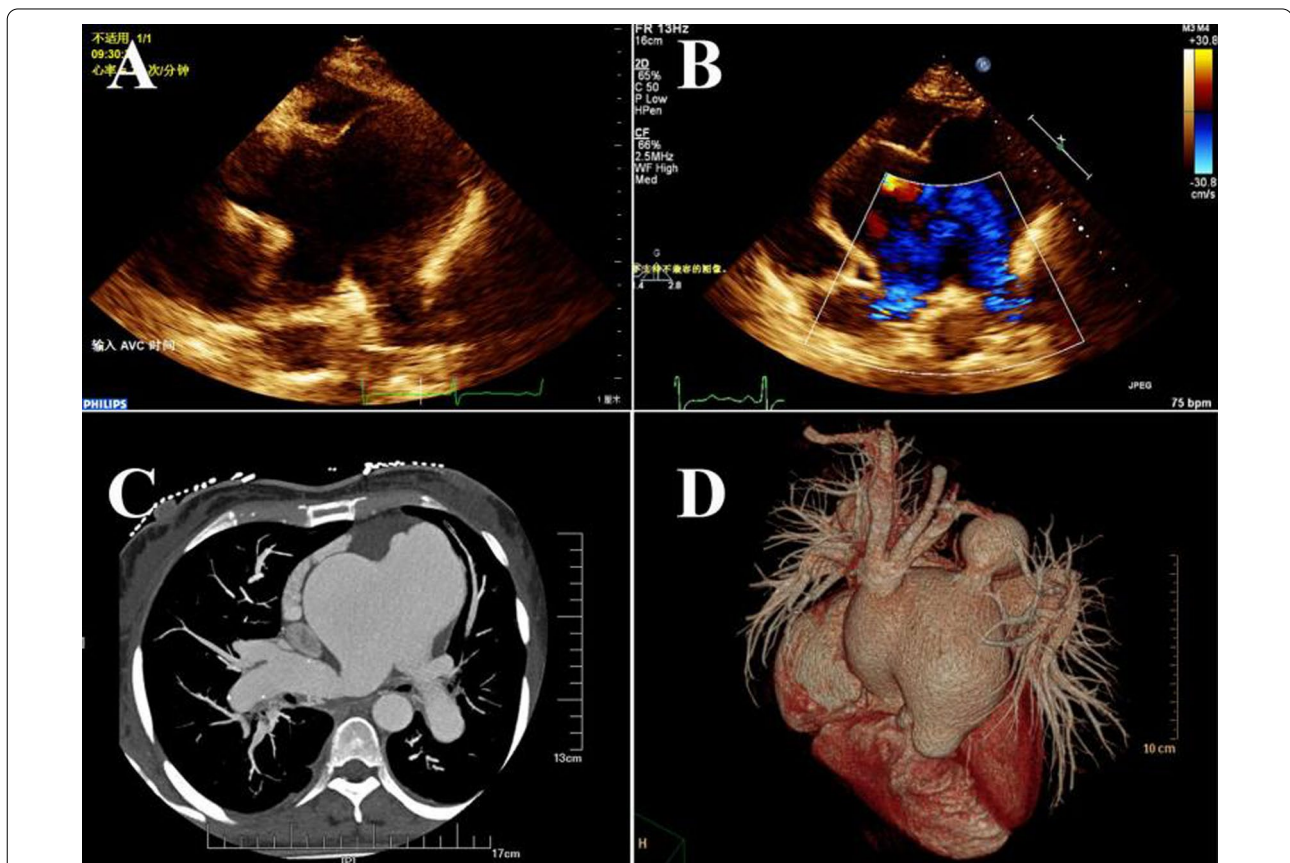 不适用 1/1
09:30:
心率
次/分钟
A
输入 AVC 时间
PHILIPS
1 厘米
FR 13Hz
16cm
2D
65%
C 50
P Low
HPen
CF
66%
2.5MHz
WF High
Med
B
M3 M4
+30.8
-30.8
cm/s
G
2.8
JPEG
75 bpm
C
13cm
17cm
D
10 cm
H